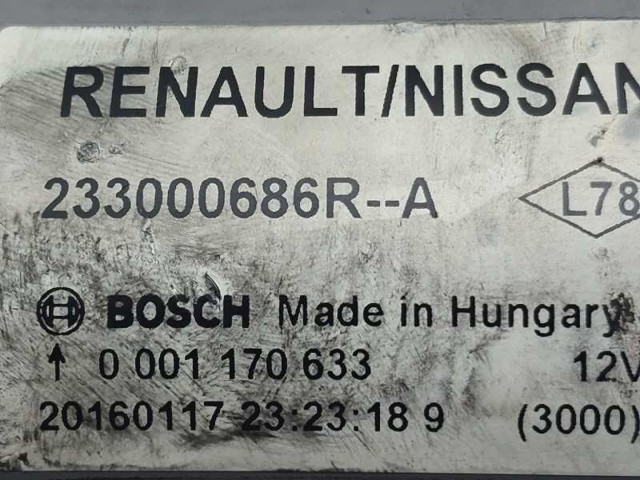 RENAULT/NISSAN
233000686R--A
L78
BOSCH Made in Hungary
↑ 0 001 170 633 12V
20160117 23:23:18 9 (3000)